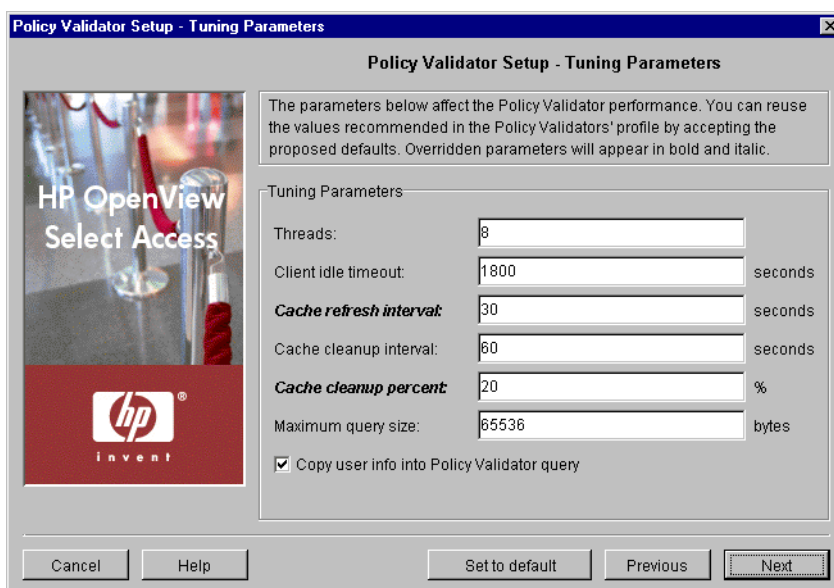 Policy Validator Setup - Tuning Parameters
Policy Validator Setup - Tuning Parameters
HP OpenView
Select Access
hp
®
invent
The parameters below affect the Policy Validator performance. You can reuse
the values recommended in the Policy Validators' profile by accepting the
proposed defaults. Overridden parameters will appear in bold and italic.
Tuning Parameters
Threads: 8
Client idle timeout: 1800 seconds
Cache refresh interval: 30 seconds
Cache cleanup interval: 60 seconds
Cache cleanup percent: 20 %
Maximum query size: 65536 bytes
Copy user info into Policy Validator query
Cancel Help Set to default Previous Next